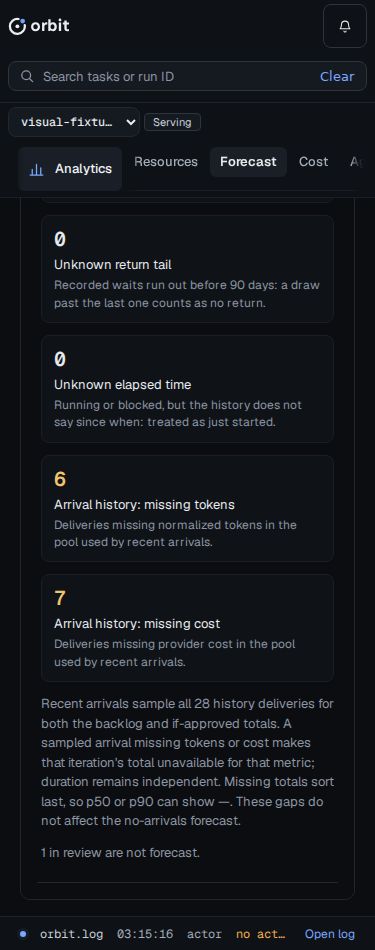 orbit
Search tasks or run ID Clear
visual-fixtu… Serving
Analytics Resources Forecast Cost
0
Unknown return tail
Recorded waits run out before 90 days: a draw
past the last one counts as no return.
0
Unknown elapsed time
Running or blocked, but the history does not
say since when: treated as just started.
6
Arrival history: missing tokens
Deliveries missing normalized tokens in the
pool used by recent arrivals.
7
Arrival history: missing cost
Deliveries missing provider cost in the pool
used by recent arrivals.
Recent arrivals sample all 28 history deliveries for
both the backlog and if-approved totals. A
sampled arrival missing tokens or cost makes
that iteration's total unavailable for that metric;
duration remains independent. Missing totals sort
last, so p50 or p90 can show —. These gaps do
not affect the no-arrivals forecast.
1 in review are not forecast.
orbit.log 03:15:16 actor no act… Open log